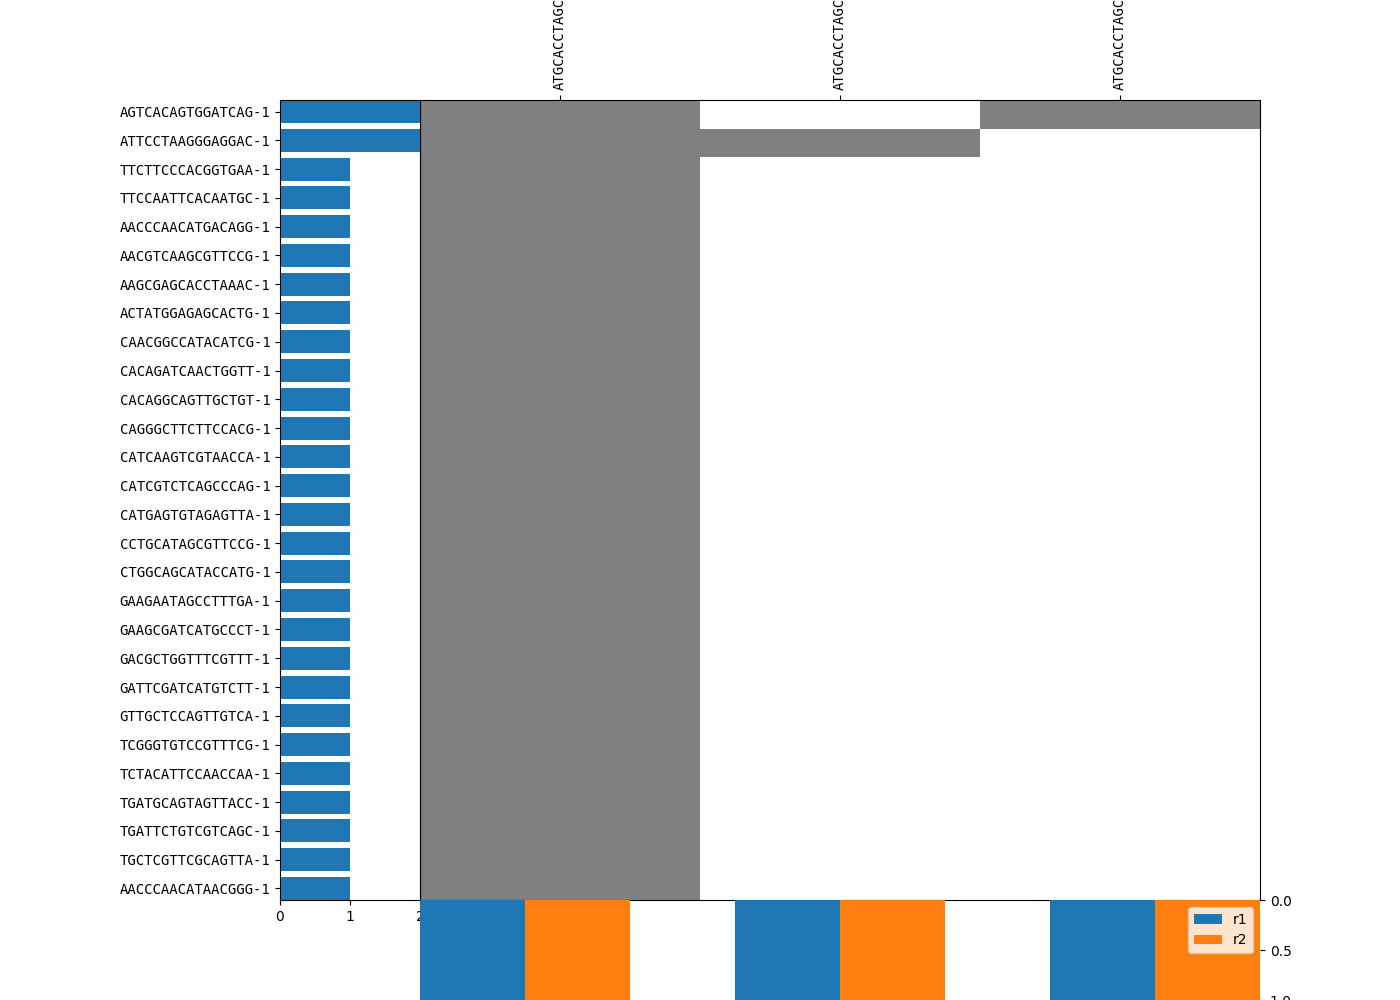 ATGCACCTAGC ATGCACCTAGC ATGCACCTAGC
AGTCACAGTGGATCAG-1
ATTCCTAAGGGAGGAC-1
TTCTTCCCACGGTGAA-1
TTCCAATTCACAATGC-1
AACCCAACATGACAGG-1
AACGTCAAGCGTTCCG-1
AAGCGAGCACCTAAAC-1
ACTATGGAGAGCACTG-1
CAACGGCCATACATCG-1
CACAGATCAACTGGTT-1
CACAGGCAGTTGCTGT-1
CAGGGCTTCTTCCACG-1
CATCAAGTCGTAACCA-1
CATCGTCTCAGCCCAG-1
CATGAGTGTAGAGTTA-1
CCTGCATAGCGTTCCG-1
CTGGCAGCATACCATG-1
GAAGAATAGCCTTTGA-1
GAAGCGATCATGCCCT-1
GACGCTGGTTTCGTTT-1
GATTCGATCATGTCTT-1
GTTGCTCCAGTTGTCA-1
TCGGGTGTCCGTTTCG-1
TCTACATTCCAACCAA-1
TGATGCAGTAGTTACC-1
TGATTCTGTCGTCAGC-1
TGCTCGTTCGCAGTTA-1
AACCCAACATAACGGG-1
0 1 2
0.0
r1
r2
0.5
1.0